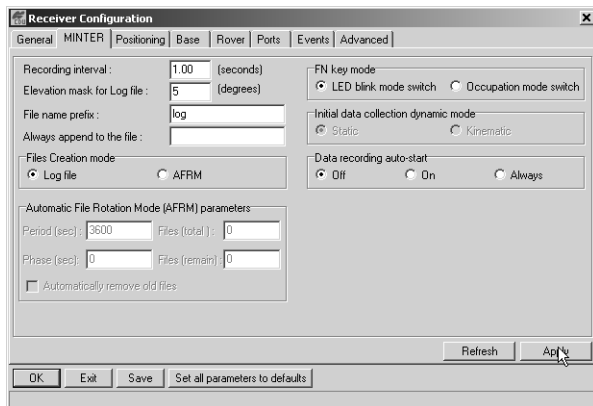 Receiver Configuration
General MINTER Positioning Base Rover Ports Events Advanced
Recording interval : 1.00 (seconds)
Elevation mask for Log file : 5 (degrees)
File name prefix : log
Always append to the file :
Files Creation mode
Log file AFRM
Automatic File Rotation Mode (AFRM) parameters
Period (sec) : 3600 Files (total ) : 0
Phase (sec): 0 Files (remain) : 0
Automatically remove old files
FN key mode
LED blink mode switch Occupation mode switch
Initial data collection dynamic mode
Static Kinematic
Data recording auto-start
Off On Always
Refresh Apply
OK Exit Save Set all parameters to defaults